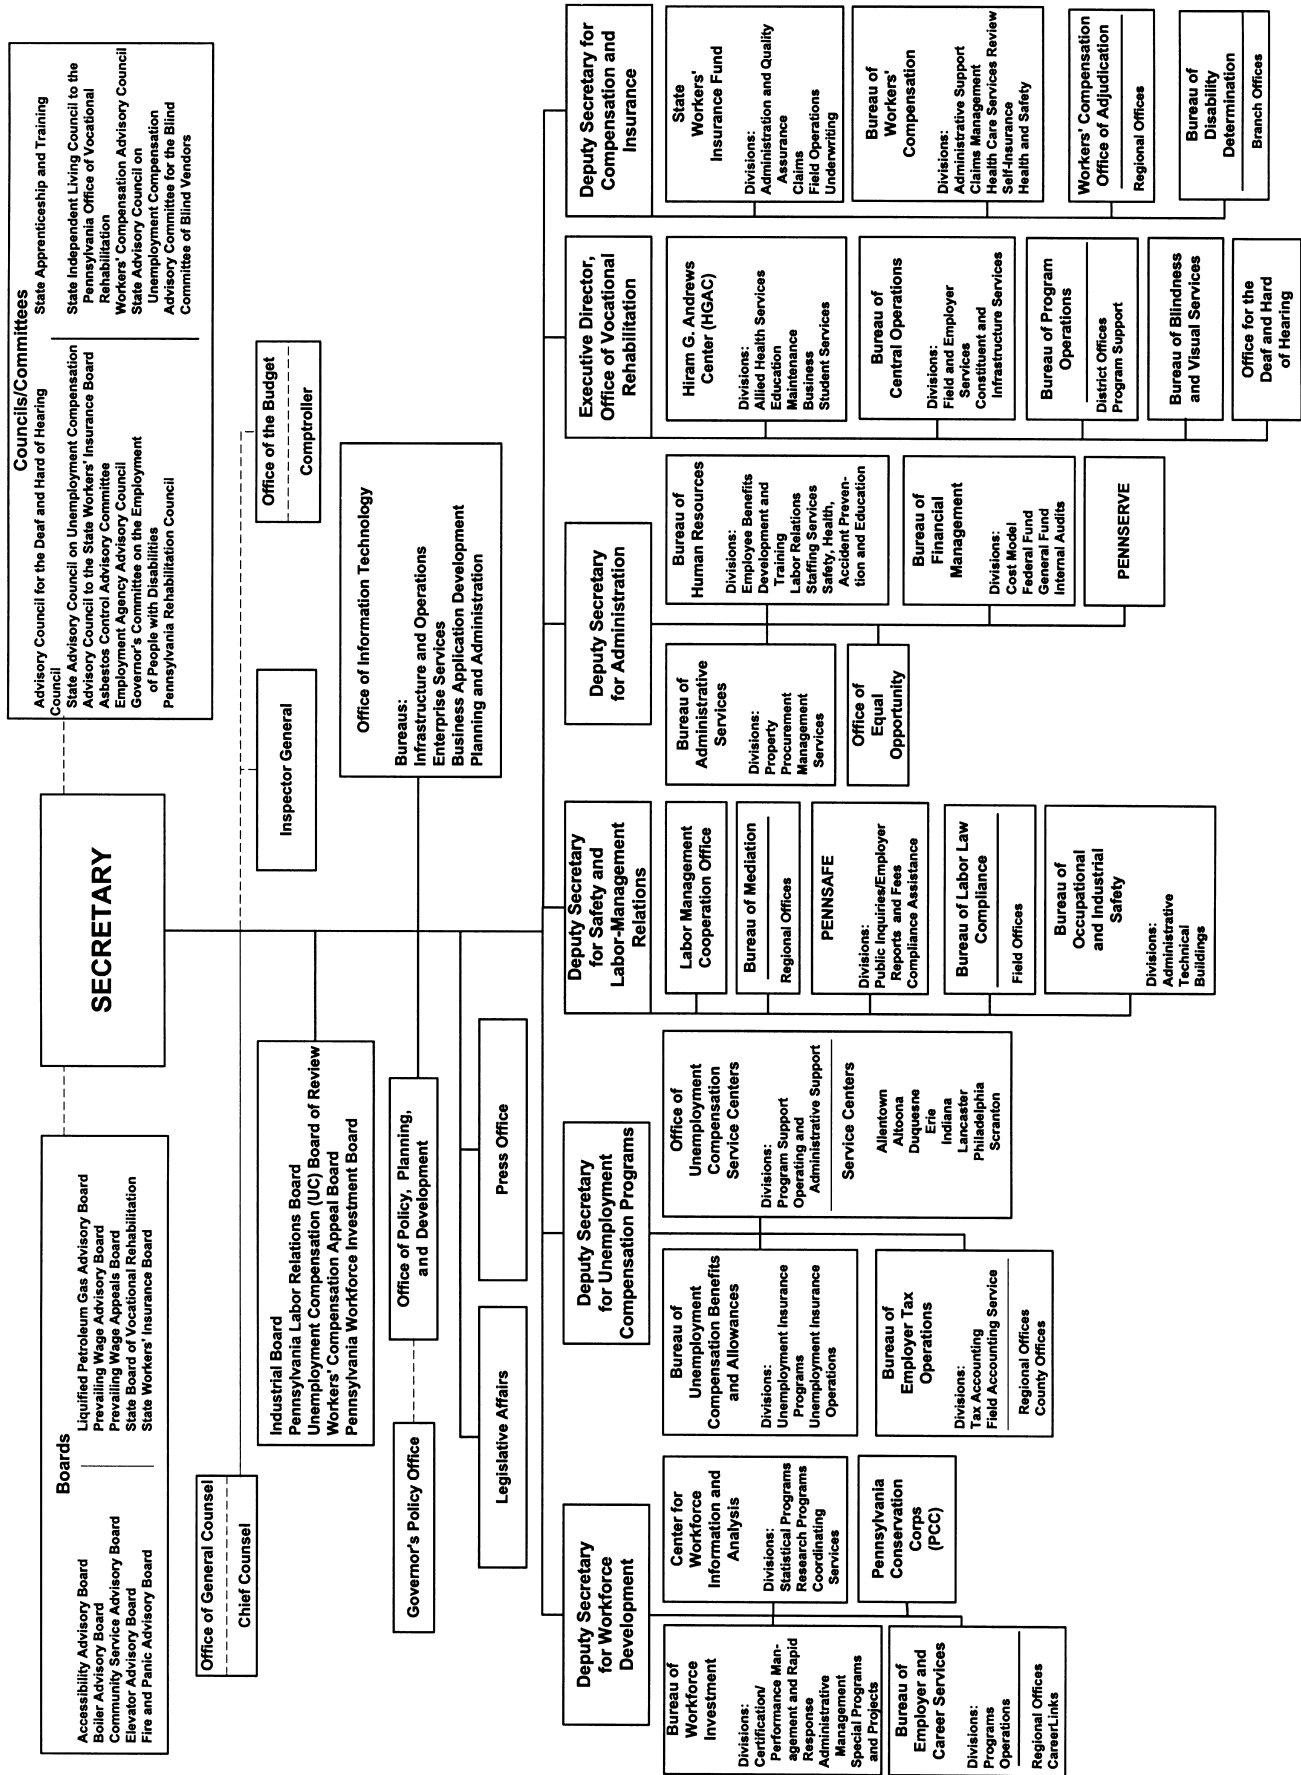 SECRETARY
Boards
Accessibility Advisory Board
Boiler Advisory Board
Community Service Advisory Board
Elevator Advisory Board
Fire and Panic Advisory Board
Liquified Petroleum Gas Advisory Board
Prevailing Wage Advisory Board
Prevailing Wage Appeals Board
State Board of Vocational Rehabilitation
State Workers' Insurance Board
Councils/Committees
Advisory Council for the Deaf and Hard of Hearing
Council
State Advisory Council on Unemployment Compensation
Advisory Council to the State Workers' Insurance Board
Asbestos Control Advisory Committee
Employment Agency Advisory Council
Governor's Committee on the Employment
of People with Disabilities
Pennsylvania Rehabilitation Council
State Apprenticeship and Training
State Independent Living Council to the
Pennsylvania Office of Vocational
Rehabilitation
Workers' Compensation Advisory Council
State Advisory Council on
Unemployment Compensation
Advisory Committee for the Blind
Committee of Blind Vendors
Office of General Counsel
Chief Counsel
Inspector General
Office of the Budget
Comptroller
Industrial Board
Pennsylvania Labor Relations Board
Unemployment Compensation (UC) Board of Review
Workers' Compensation Appeal Board
Pennsylvania Workforce Investment Board
Office of Information Technology
Bureaus:
Infrastructure and Operations
Enterprise Services
Business Application Development
Planning and Administration
Governor's Policy Office
Office of Policy, Planning,
and Development
Legislative Affairs
Press Office
Deputy Secretary
for Workforce
Development
Bureau of
Workforce
Investment
Divisions:
Certification/
Performance Man-
agement and Rapid
Response
Administrative
Management
Special Programs
and Projects
Center for
Workforce
Information and
Analysis
Divisions:
Statistical Programs
Research Programs
Coordinating
Services
Bureau of
Employer and
Career Services
Divisions:
Programs
Operations
Regional Offices
CareerLinks
Pennsylvania
Conservation
Corps
(PCC)
Deputy Secretary
for Unemployment
Compensation Programs
Bureau of
Unemployment
Compensation Benefits
and Allowances
Divisions:
Unemployment Insurance
Programs
Unemployment Insurance
Operations
Office of
Unemployment
Compensation
Service Centers
Divisions:
Program Support
Operating and
Administrative Support
Service Centers
Allentown
Altoona
Duquesne
Erie
Indiana
Lancaster
Philadelphia
Scranton
Bureau of
Employer Tax
Operations
Divisions:
Tax Accounting
Field Accounting Service
Regional Offices
County Offices
Deputy Secretary
for Safety and
Labor-Management
Relations
Labor Management
Cooperation Office
Bureau of Mediation
Regional Offices
PENNSAFE
Divisions:
Public Inquiries/Employer
Reports and Fees
Compliance Assistance
Bureau of Labor Law
Compliance
Field Offices
Bureau of
Occupational
and Industrial
Safety
Divisions:
Administrative
Technical
Buildings
Deputy Secretary
for Administration
Bureau of
Administrative
Services
Divisions:
Property
Procurement
Management
Services
Bureau of
Human Resources
Divisions:
Employee Benefits
Development and
Training
Labor Relations
Staffing Services
Safety, Health,
Accident Preven-
tion and Education
Office of
Equal
Opportunity
Bureau of
Financial
Management
Divisions:
Cost Model
Federal Fund
General Fund
Internal Audits
PENNSERVE
Executive Director,
Office of Vocational
Rehabilitation
Hiram G. Andrews
Center (HGAC)
Divisions:
Allied Health Services
Education
Maintenance
Business
Student Services
Bureau of
Central Operations
Divisions:
Field and Employer
Services
Constituent and
Infrastructure Services
Bureau of Program
Operations
District Offices
Program Support
Bureau of Blindness
and Visual Services
Office for the
Deaf and Hard
of Hearing
Deputy Secretary for
Compensation and
Insurance
State
Workers'
Insurance Fund
Divisions:
Administration and Quality
Assurance
Claims
Field Operations
Underwriting
Bureau of
Workers'
Compensation
Divisions:
Administrative Support
Claims Management
Health Care Services Review
Self-Insurance
Health and Safety
Workers' Compensation
Office of Adjudication
Regional Offices
Bureau of
Disability
Determination
Branch Offices